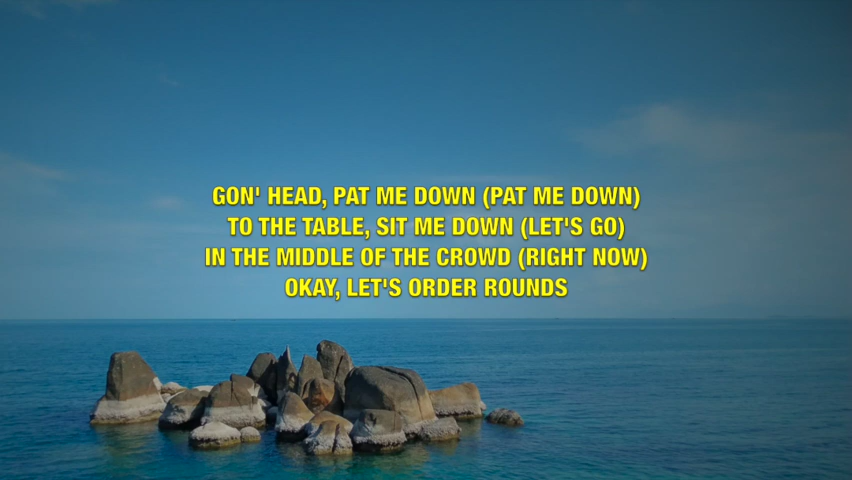 GON' HEAD, PAT ME DOWN (PAT ME DOWN)
TO THE TABLE, SIT ME DOWN (LET'S GO)
IN THE MIDDLE OF THE CROWD (RIGHT NOW)
OKAY, LET'S ORDER ROUNDS